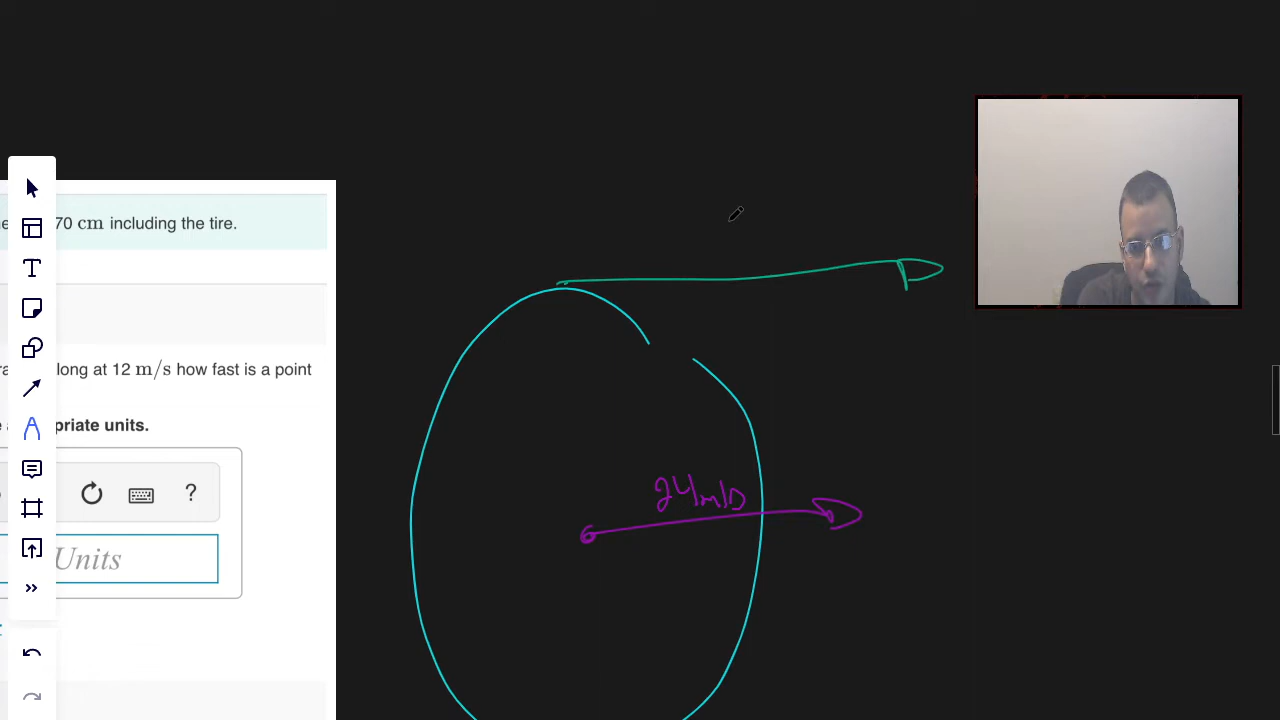 70 cm including the tire.
long at 12 m/s how fast is a point
priate units.
?
Units
24m/s